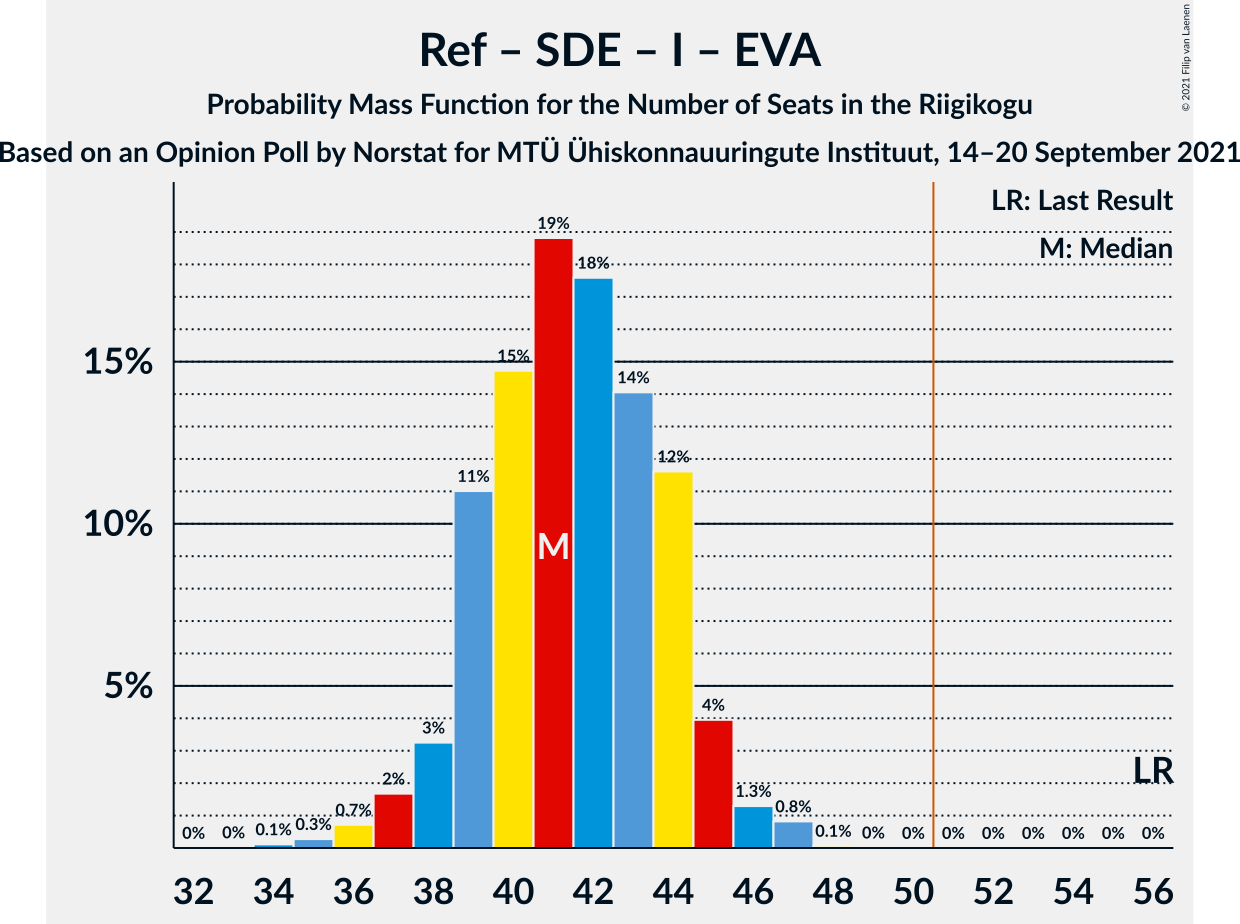 Ref – SDE – I – EVA
Probability Mass Function for the Number of Seats in the Riigikogu
Based on an Opinion Poll by Norstat for MTÜ Ühiskonnauuringute Instituut, 14–20 September 2021
© 2021 Filip van Laenen
LR: Last Result
M: Median
19%
18%
15%
15%
14%
12%
11%
10%
M
5%
4%
3%
LR
2%
1.3%
0.8%
0.7%
0% 0% 0.1% 0.3% 0.1% 0% 0% 0% 0% 0% 0% 0% 0%
32 34 36 38 40 42 44 46 48 50 52 54 56